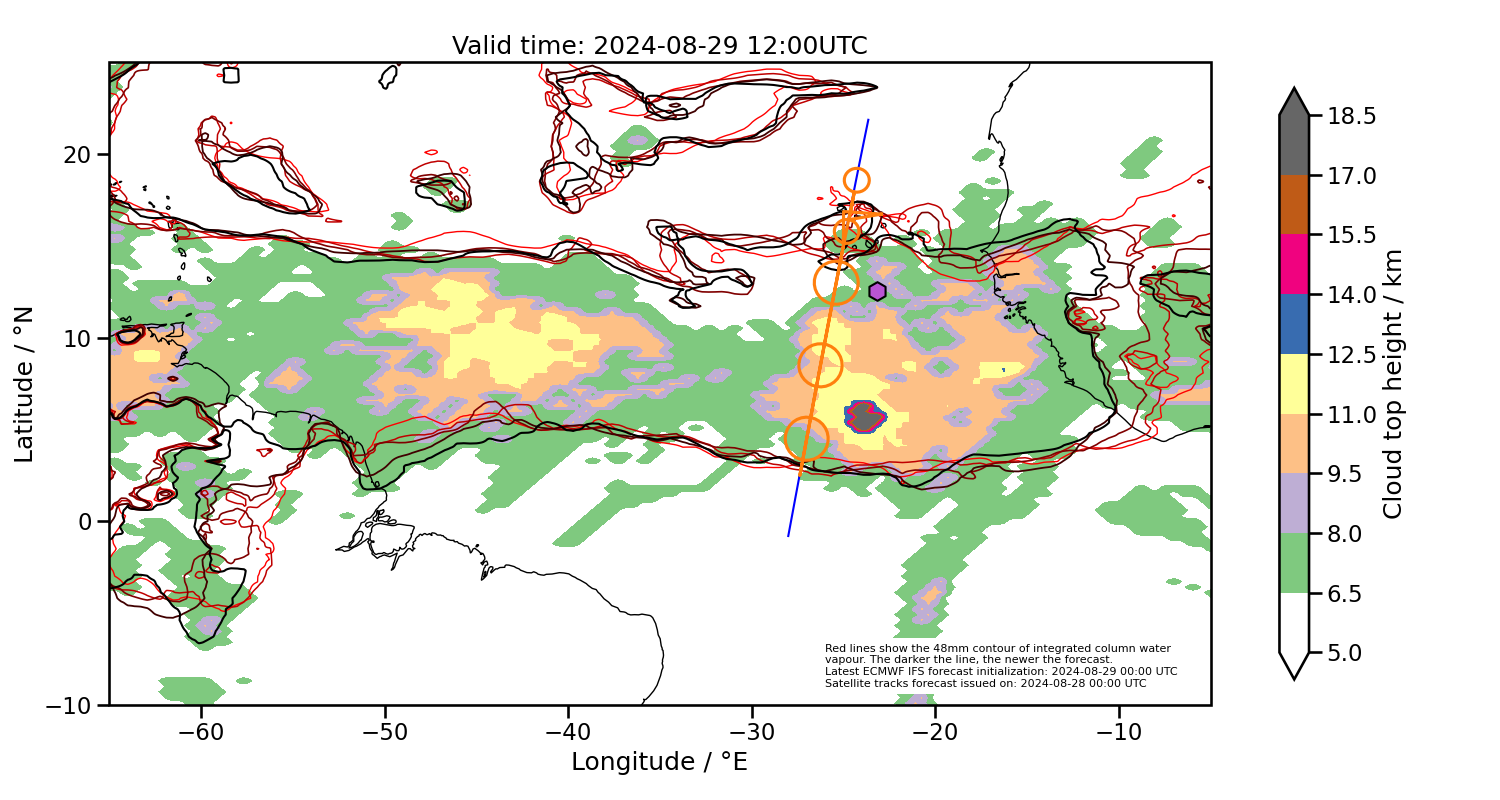 Valid time: 2024-08-29 12:00UTC
20
10
0
−10
Latitude / °N
−60
−50
−40
−30
−20
−10
Longitude / °E
Red lines show the 48mm contour of integrated column water
vapour. The darker the line, the newer the forecast.
Latest ECMWF IFS forecast initialization: 2024-08-29 00:00 UTC
Satellite tracks forecast issued on: 2024-08-28 00:00 UTC
18.5
17.0
15.5
14.0
12.5
11.0
9.5
8.0
6.5
5.0
Cloud top height / km